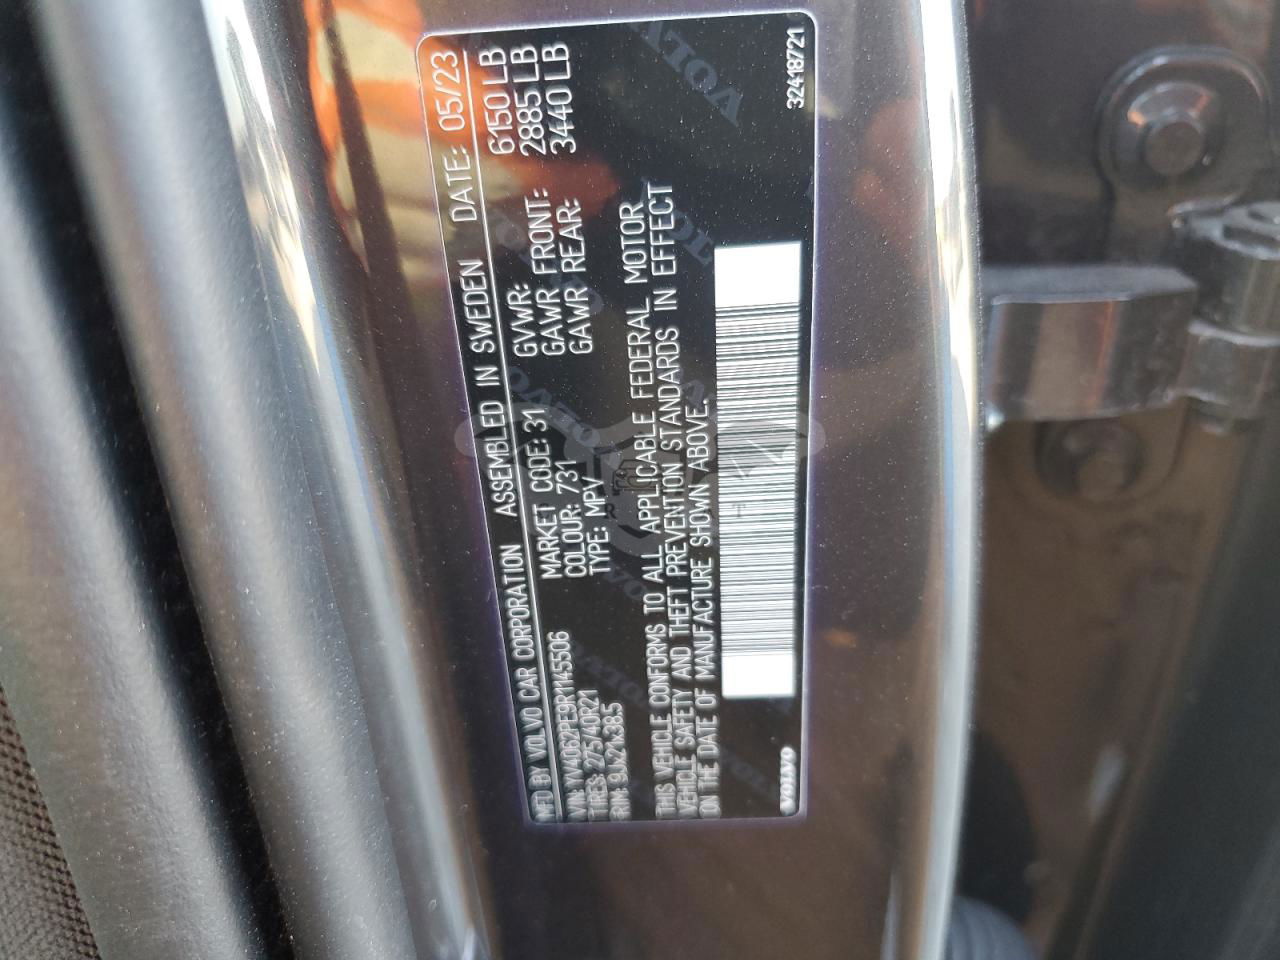 MFD BY VOLVO CAR CORPORATION ASSEMBLED IN SWEDEN DATE: 05/23
VIN: YV4062PE9R1145506 MARKET CODE: 31 GVWR: 6150 LB
TIRES: 275/40R21 COLOUR: 731 GAWR FRONT: 2885 LB
RIM: 9Jx21x38.5 TYPE: MPV GAWR REAR: 3440 LB
THIS VEHICLE CONFORMS TO ALL APPLICABLE FEDERAL MOTOR
VEHICLE SAFETY AND THEFT PREVENTION STANDARDS IN EFFECT
ON THE DATE OF MANUFACTURE SHOWN ABOVE.
VOLVO 32418721